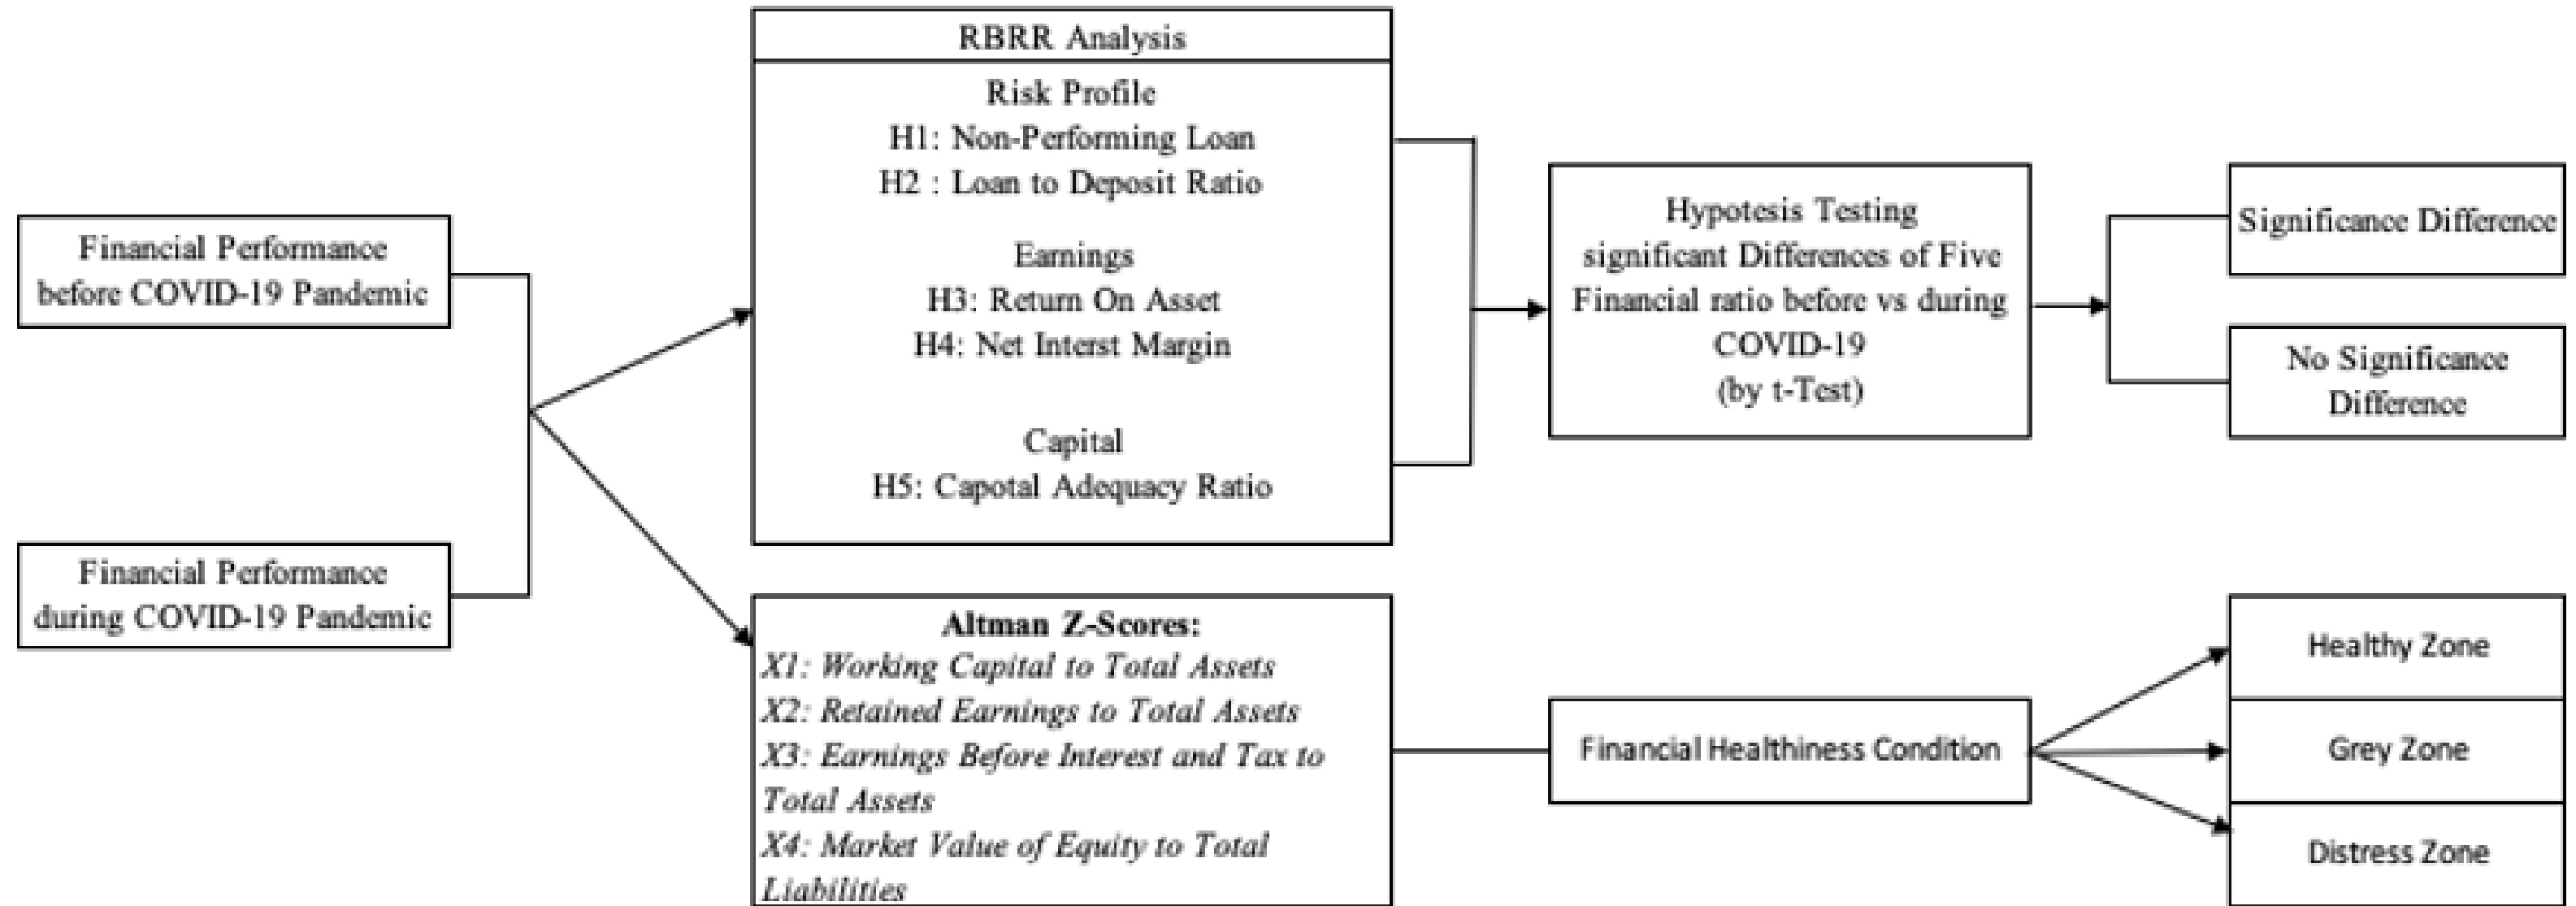 Financial Performance
before COVID-19 Pandemic
Financial Performance
during COVID-19 Pandemic
RBRR Analysis
Risk Profile
H1: Non-Performing Loan
H2 : Loan to Deposit Ratio
Earnings
H3: Return On Asset
H4: Net Interst Margin
Capital
H5: Capotal Adequacy Ratio
Altman Z-Scores:
X1: Working Capital to Total Assets
X2: Retained Earnings to Total Assets
X3: Earnings Before Interest and Tax to
Total Assets
X4: Market Value of Equity to Total
Liabilities
Hypotesis Testing
significant Differences of Five
Financial ratio before vs during
COVID-19
(by t-Test)
Significance Difference
No Significance
Difference
Financial Healthiness Condition
Healthy Zone
Grey Zone
Distress Zone